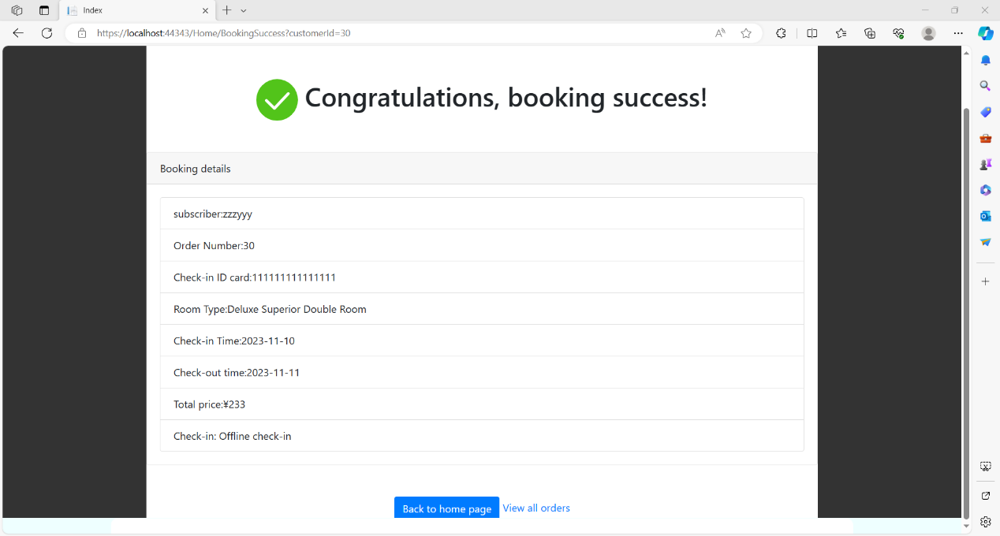 Index
https://localhost:44343/Home/BookingSuccess?customerId=30
Congratulations, booking success!
Booking details
subscriber:zzzyyy
Order Number:30
Check-in ID card:111111111111111
Room Type:Deluxe Superior Double Room
Check-in Time:2023-11-10
Check-out time:2023-11-11
Total price:¥233
Check-in: Offline check-in
Back to home page View all orders